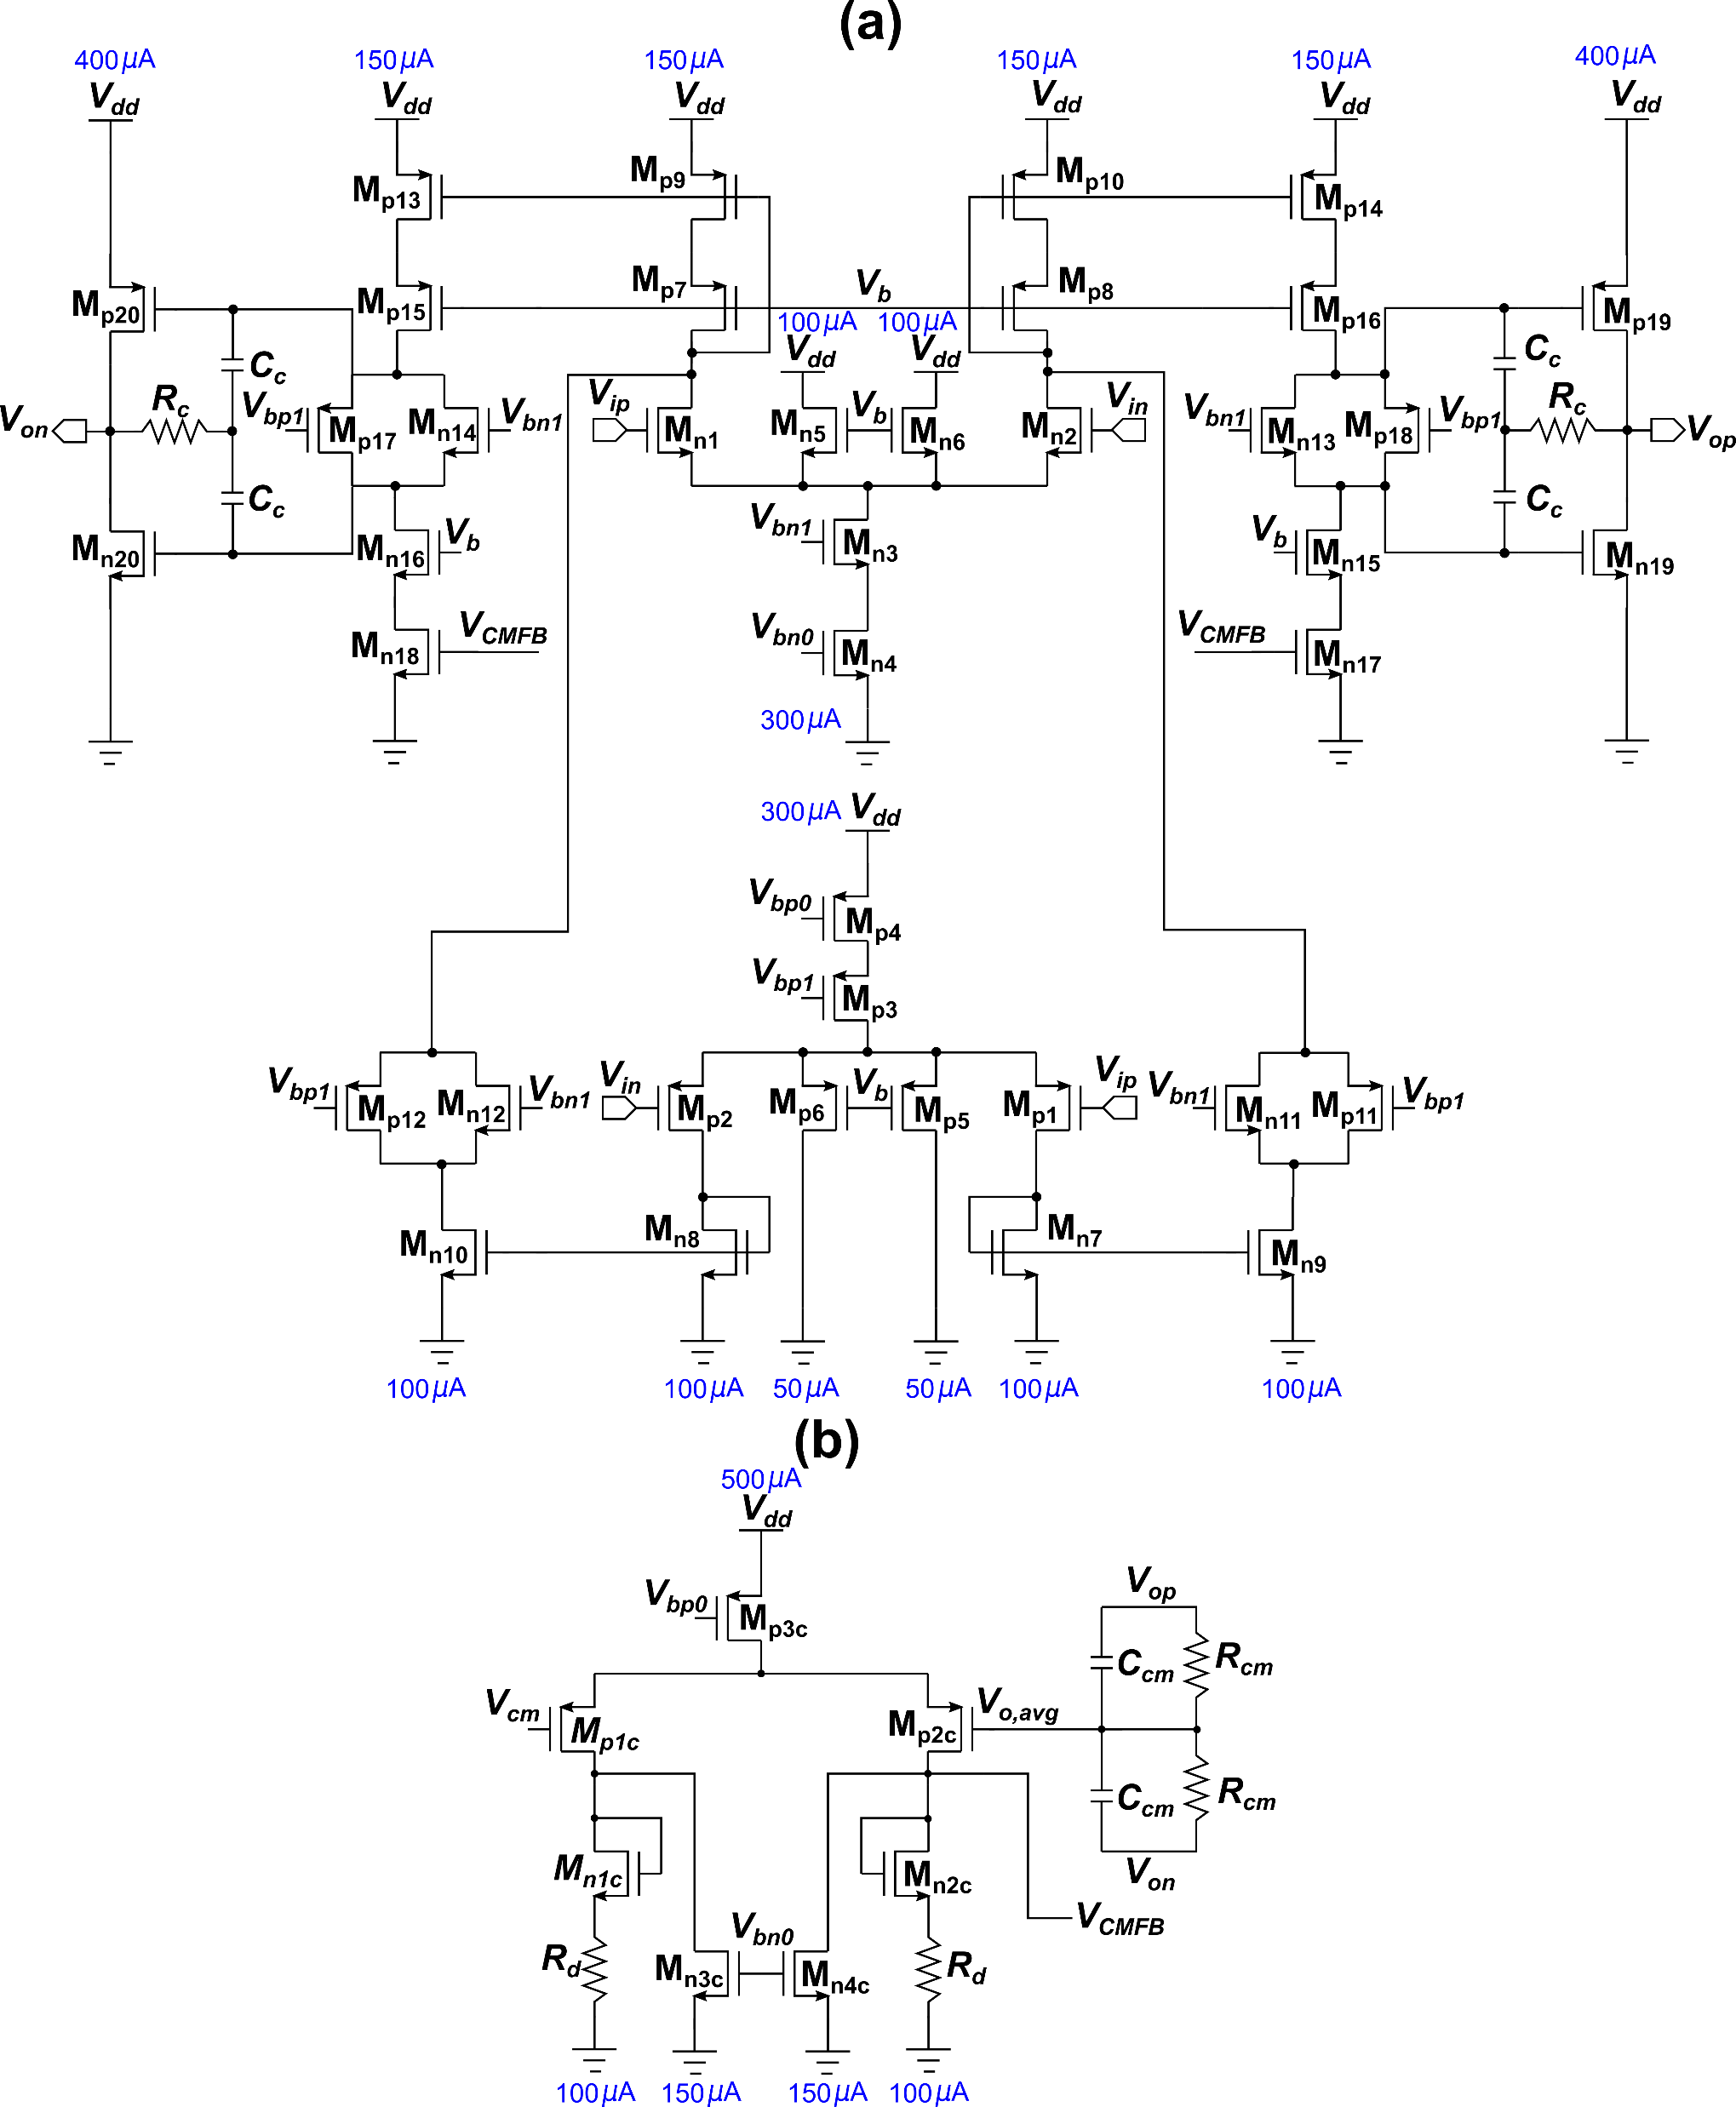 (a)
400μA 150μA 150μA 150μA 150μA 400μA
Vdd Vdd Vdd Vdd Vdd Vdd
Mp13 Mp9 Mp10 Mp14
Mp20 Mp15 Mp7 Vb Mp8 Mp16 Mp19
100μA 100μA
Vdd Vdd
Cc Cc
Von Rc Vbp1 Mp17 Mn14 Vbn1 Vip Mn1 Mn5 Vb Mn6 Mn2 Vin Vbn1 Mn13 Mp18 Vbp1 Rc Vop
Cc Cc
Mn20 Mn16 Vb Vbn1 Mn3 Vb Mn15 Mn19
Mn18 VCMFB Vbn0 Mn4 VCMFB Mn17
300μA
300μA Vdd
Vbp0 Mp4
Vbp1 Mp3
Vbp1 Mp12 Mn12 Vbn1 Vin Mp2 Mp6 Vb Mp5 Mp1 Vip Vbn1 Mn11 Mp11 Vbp1
Mn10 Mn8 Mn7 Mn9
100μA 100μA 50μA 50μA 100μA 100μA
(b)
500μA
Vdd
Vbp0 Mp3c Vop
Ccm Rcm
Vcm Mp1c Mp2c Vo,avg
Ccm Rcm
Mn1c Mn2c Von
Vbn0 VCMFB
Rd Mn3c Mn4c Rd
100μA 150μA 150μA 100μA